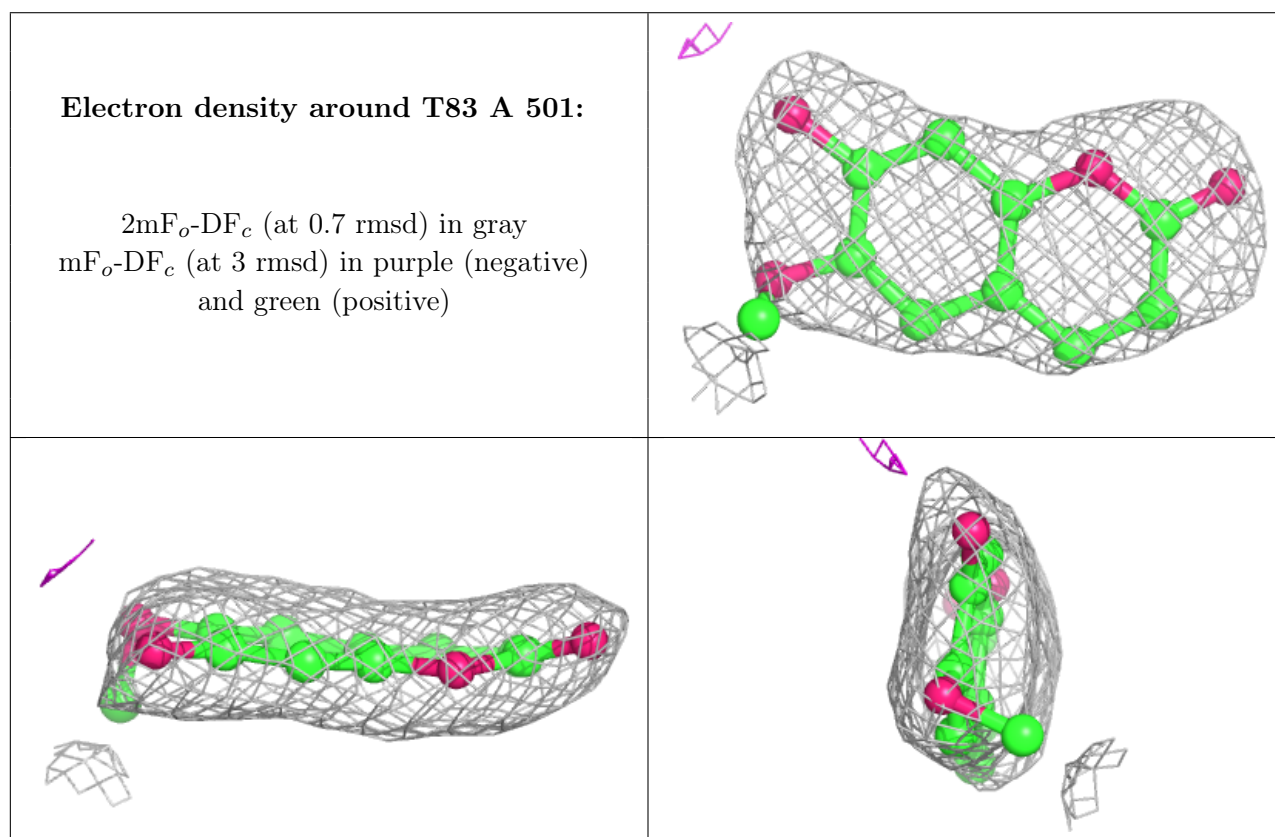 Electron density around T83 A 501:
2mFo-DFc (at 0.7 rmsd) in gray
mFo-DFc (at 3 rmsd) in purple (negative)
and green (positive)